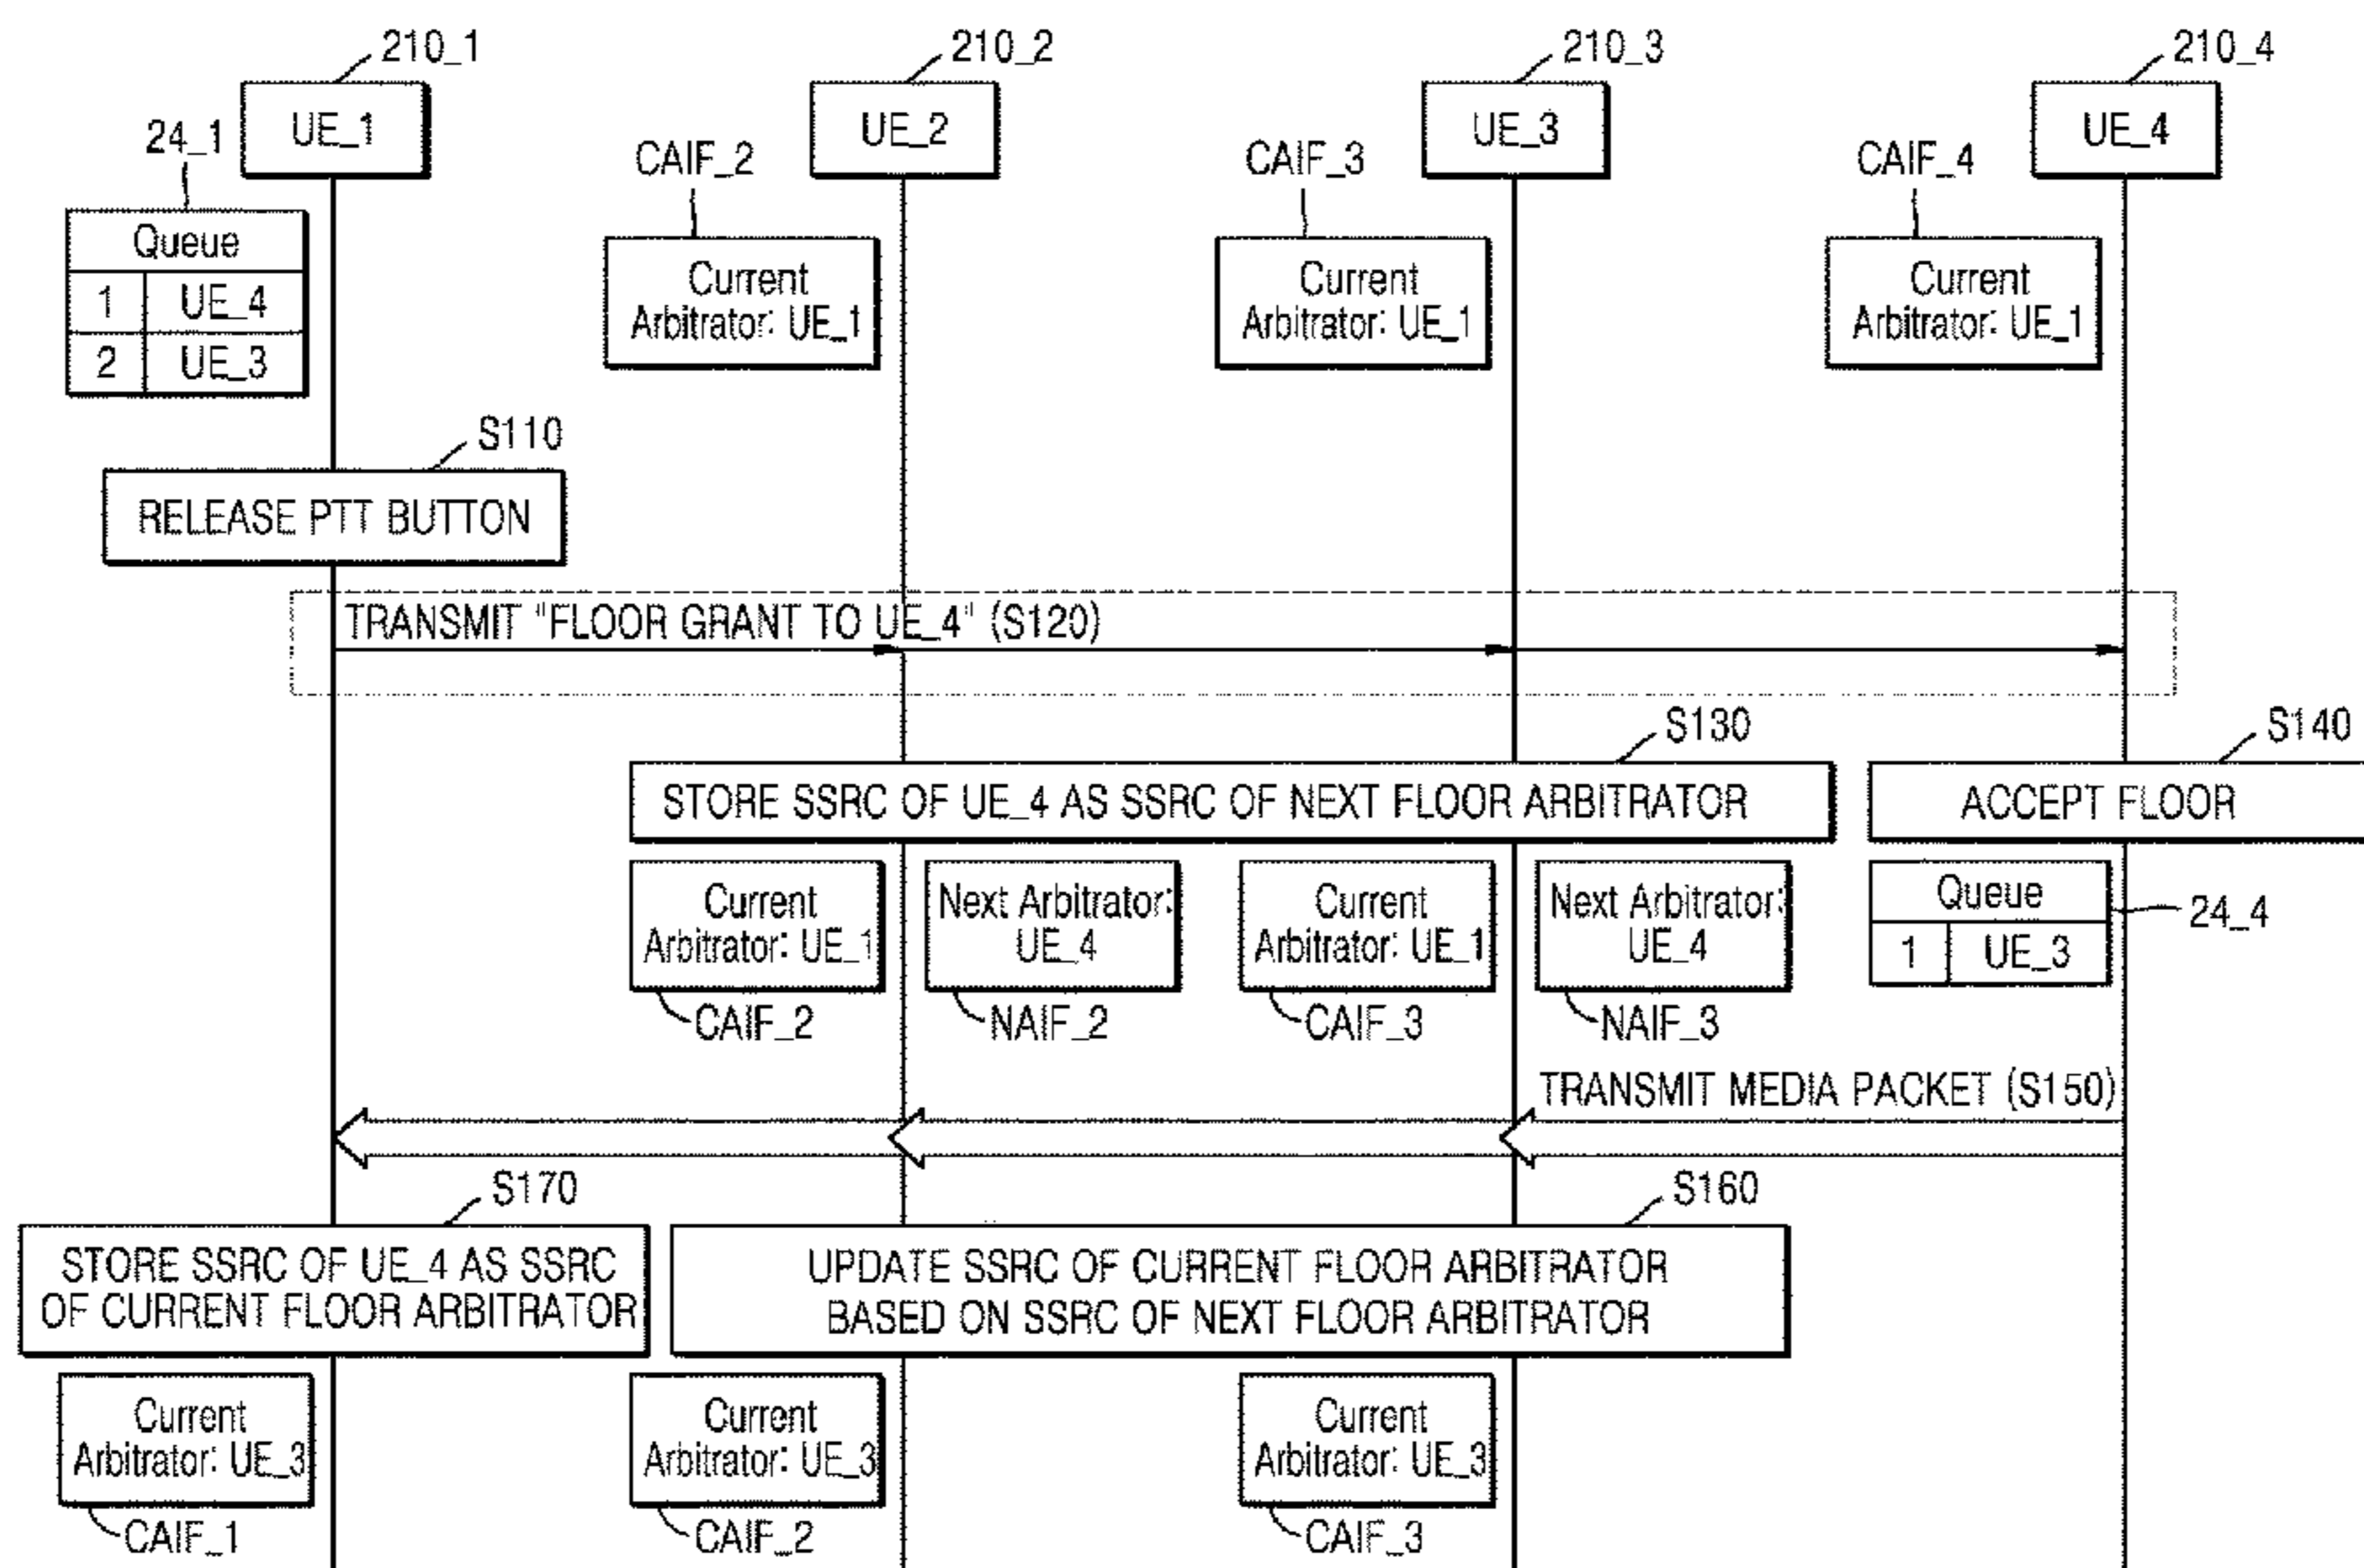 210_1
210_2
210_3
210_4
UE_1
UE_2
UE_3
UE_4
24_1
CAIF_2
CAIF_3
CAIF_4
Queue
1 UE_4
2 UE_3
Current
Arbitrator: UE_1
Current
Arbitrator: UE_1
Current
Arbitrator: UE_1
S110
RELEASE PTT BUTTON
TRANSMIT "FLOOR GRANT TO UE_4" (S120)
S130
S140
STORE SSRC OF UE_4 AS SSRC OF NEXT FLOOR ARBITRATOR
ACCEPT FLOOR
Current
Arbitrator: UE_1
Next Arbitrator:
UE_4
Current
Arbitrator: UE_1
Next Arbitrator:
UE_4
Queue
1 UE_3
24_4
CAIF_2
NAIF_2
CAIF_3
NAIF_3
TRANSMIT MEDIA PACKET (S150)
S170
S160
STORE SSRC OF UE_4 AS SSRC
OF CURRENT FLOOR ARBITRATOR
UPDATE SSRC OF CURRENT FLOOR ARBITRATOR
BASED ON SSRC OF NEXT FLOOR ARBITRATOR
Current
Arbitrator: UE_3
Current
Arbitrator: UE_3
Current
Arbitrator: UE_3
CAIF_1
CAIF_2
CAIF_3